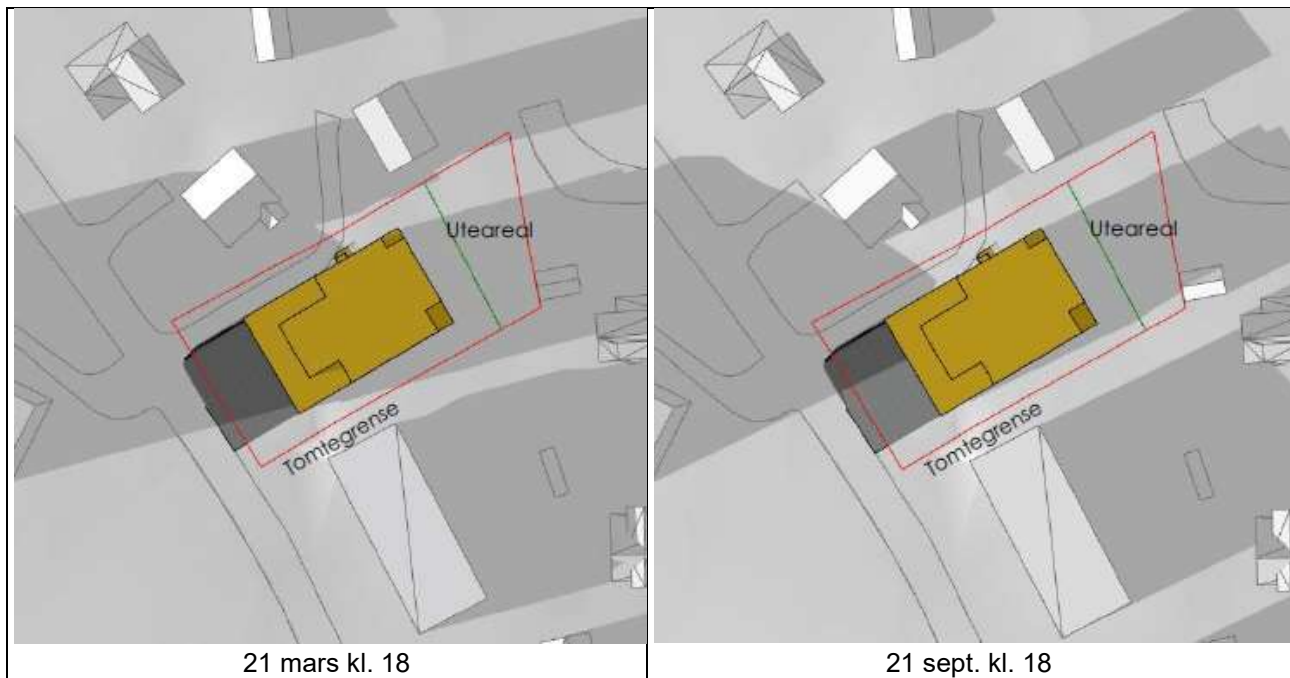 Uteareal
Tomtegrense
21 mars kl. 18
Uteareal
Tomtegrense
21 sept. kl. 18